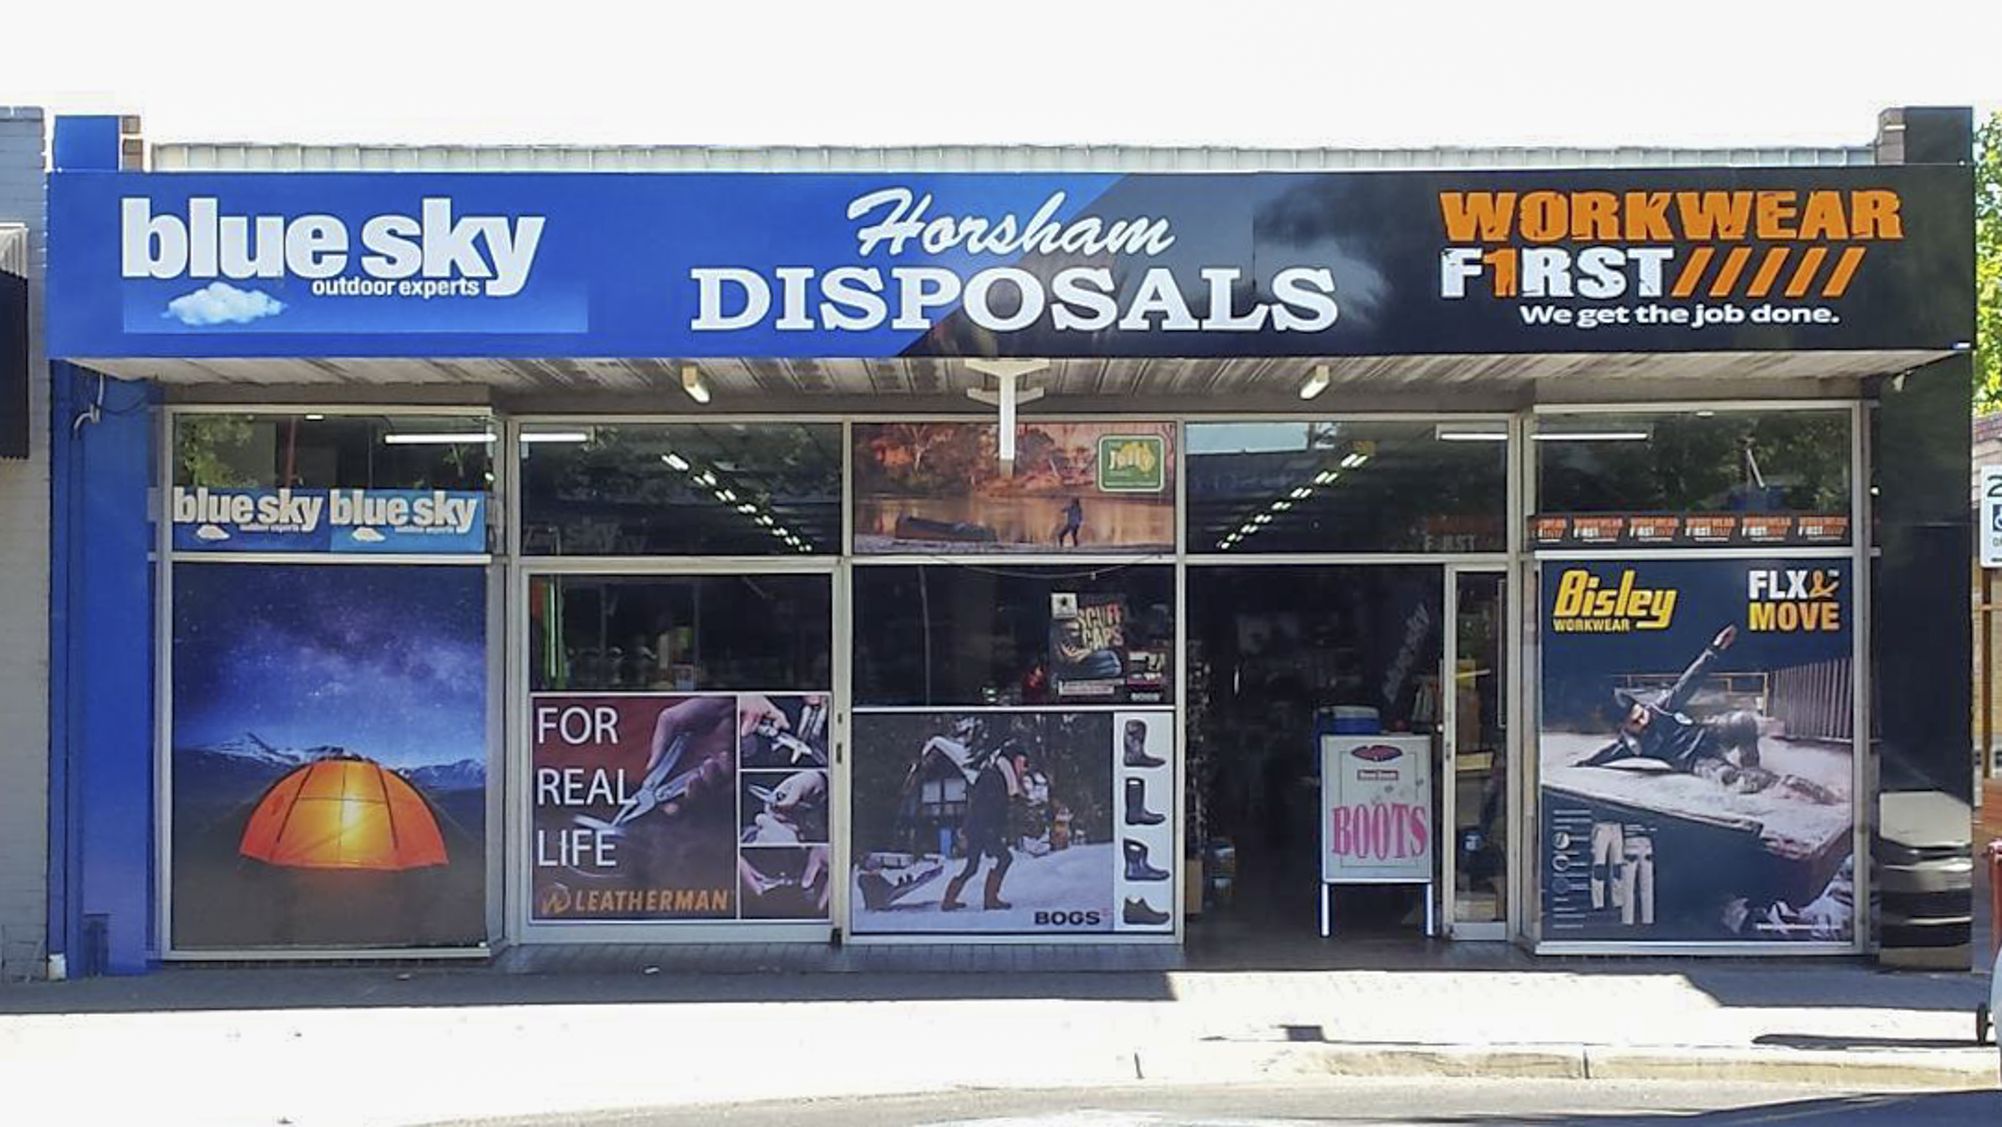 blue sky
outdoor experts
Horsham
DISPOSALS
WORKWEAR
F1RST/////
We get the job done.
blue sky blue sky
SCUFF
CAPS
FOR
REAL
LIFE
LEATHERMAN
BOGS
BOOTS
Bisley
WORKWEAR
FLX&
MOVE